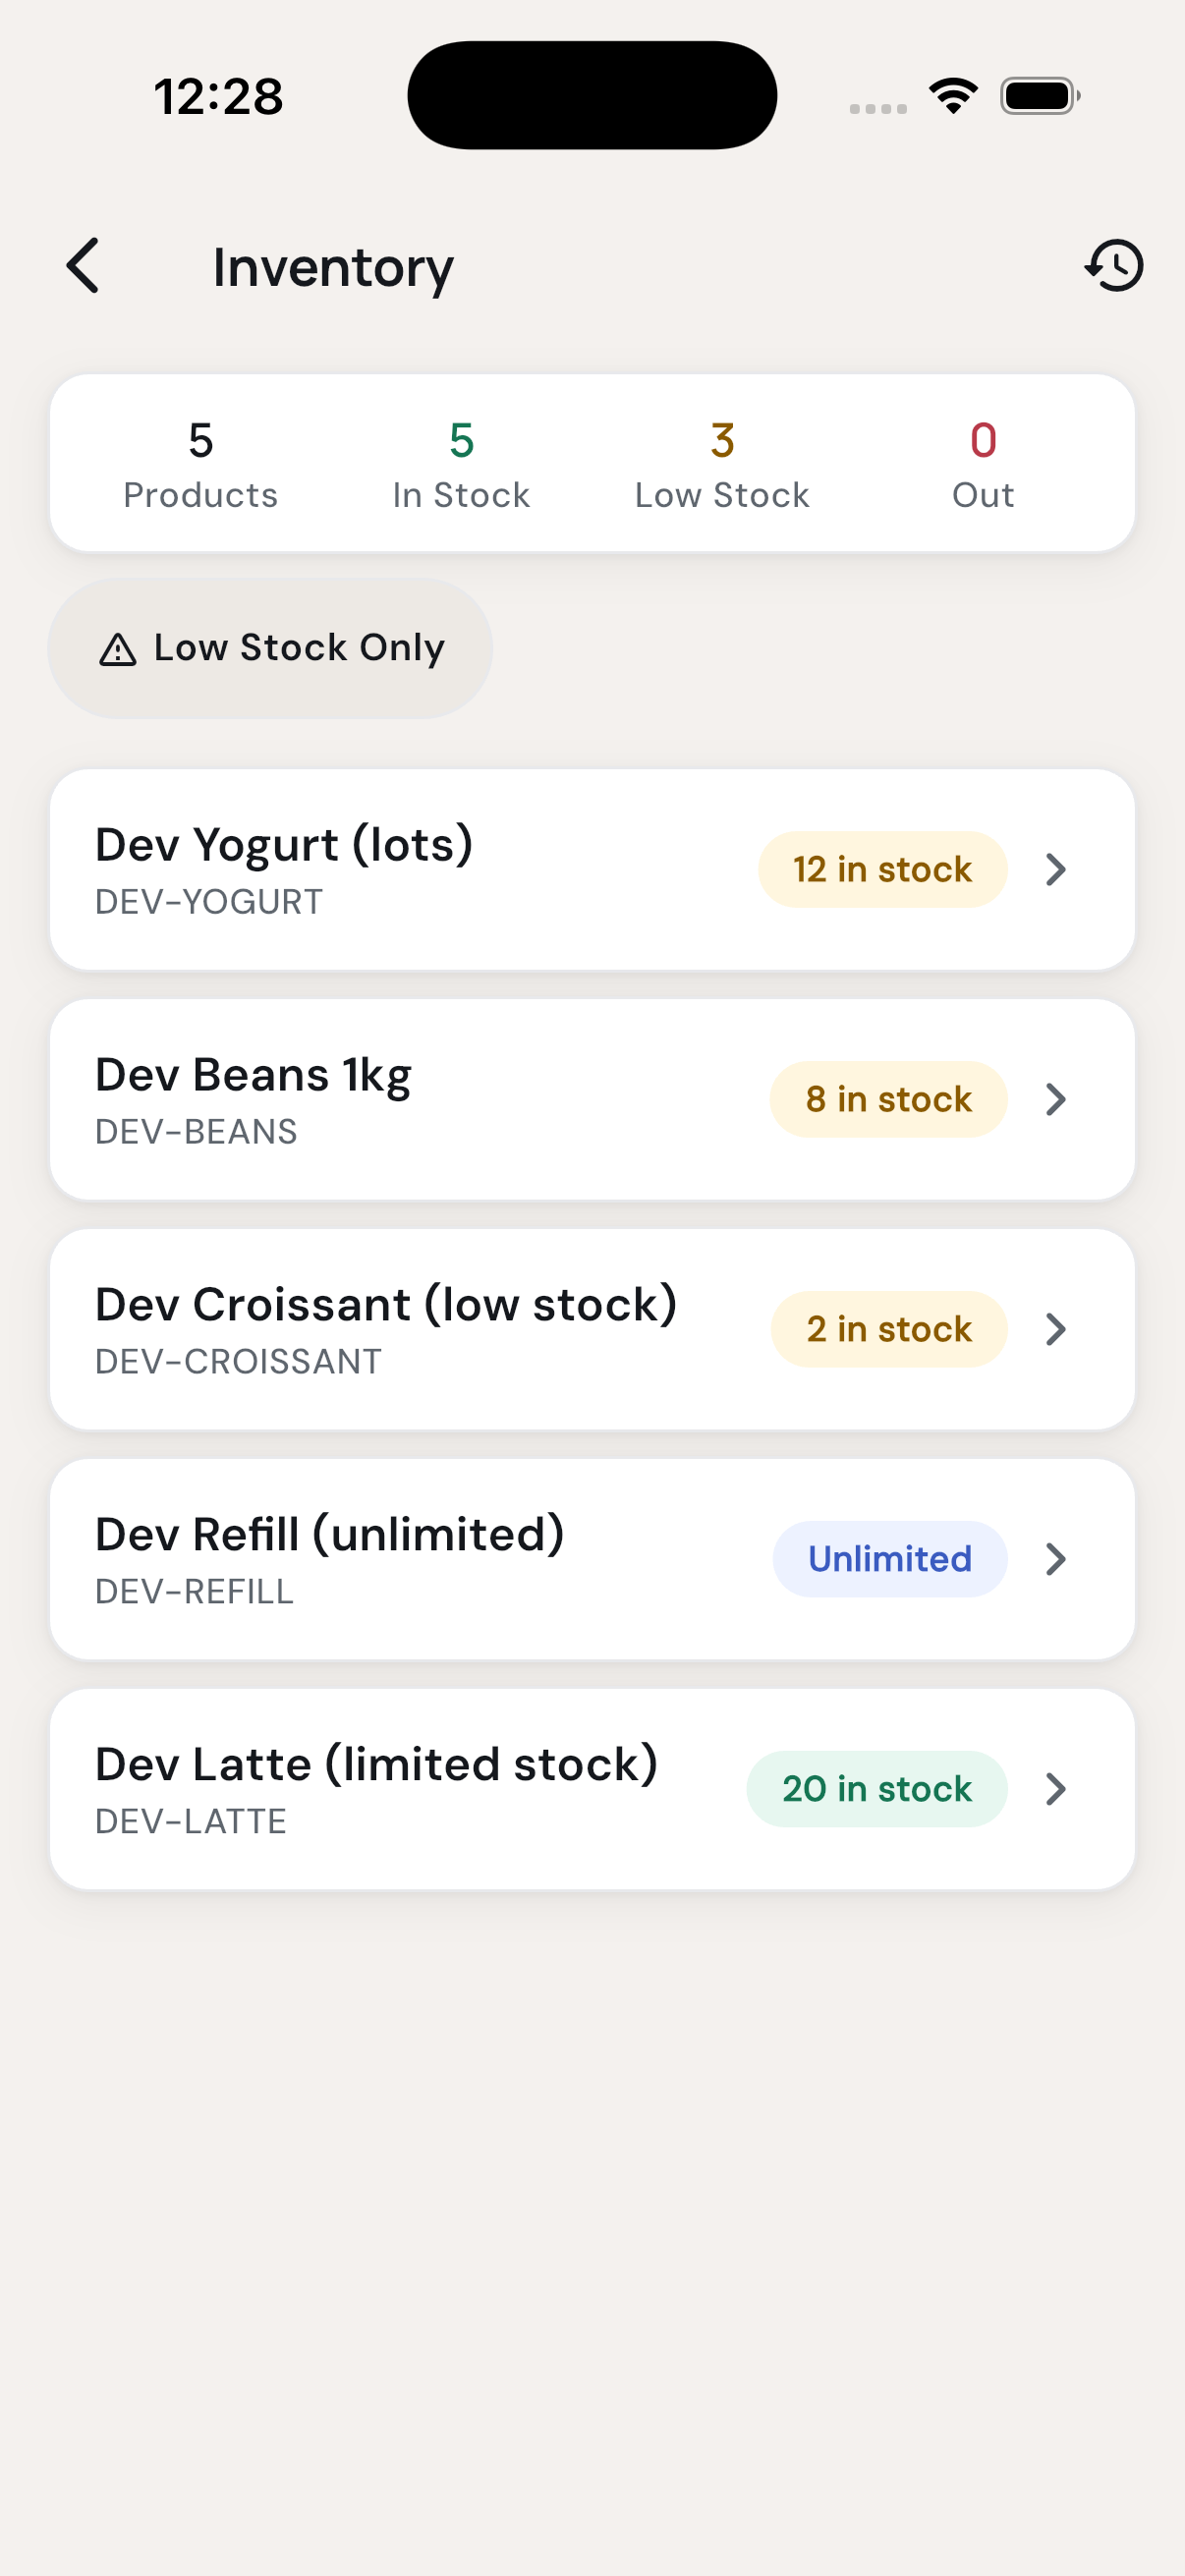 12:28
Inventory
5 5 3 0
Products In Stock Low Stock Out
Low Stock Only
Dev Yogurt (lots)
DEV-YOGURT
12 in stock
Dev Beans 1kg
DEV-BEANS
8 in stock
Dev Croissant (low stock)
DEV-CROISSANT
2 in stock
Dev Refill (unlimited)
DEV-REFILL
Unlimited
Dev Latte (limited stock)
DEV-LATTE
20 in stock